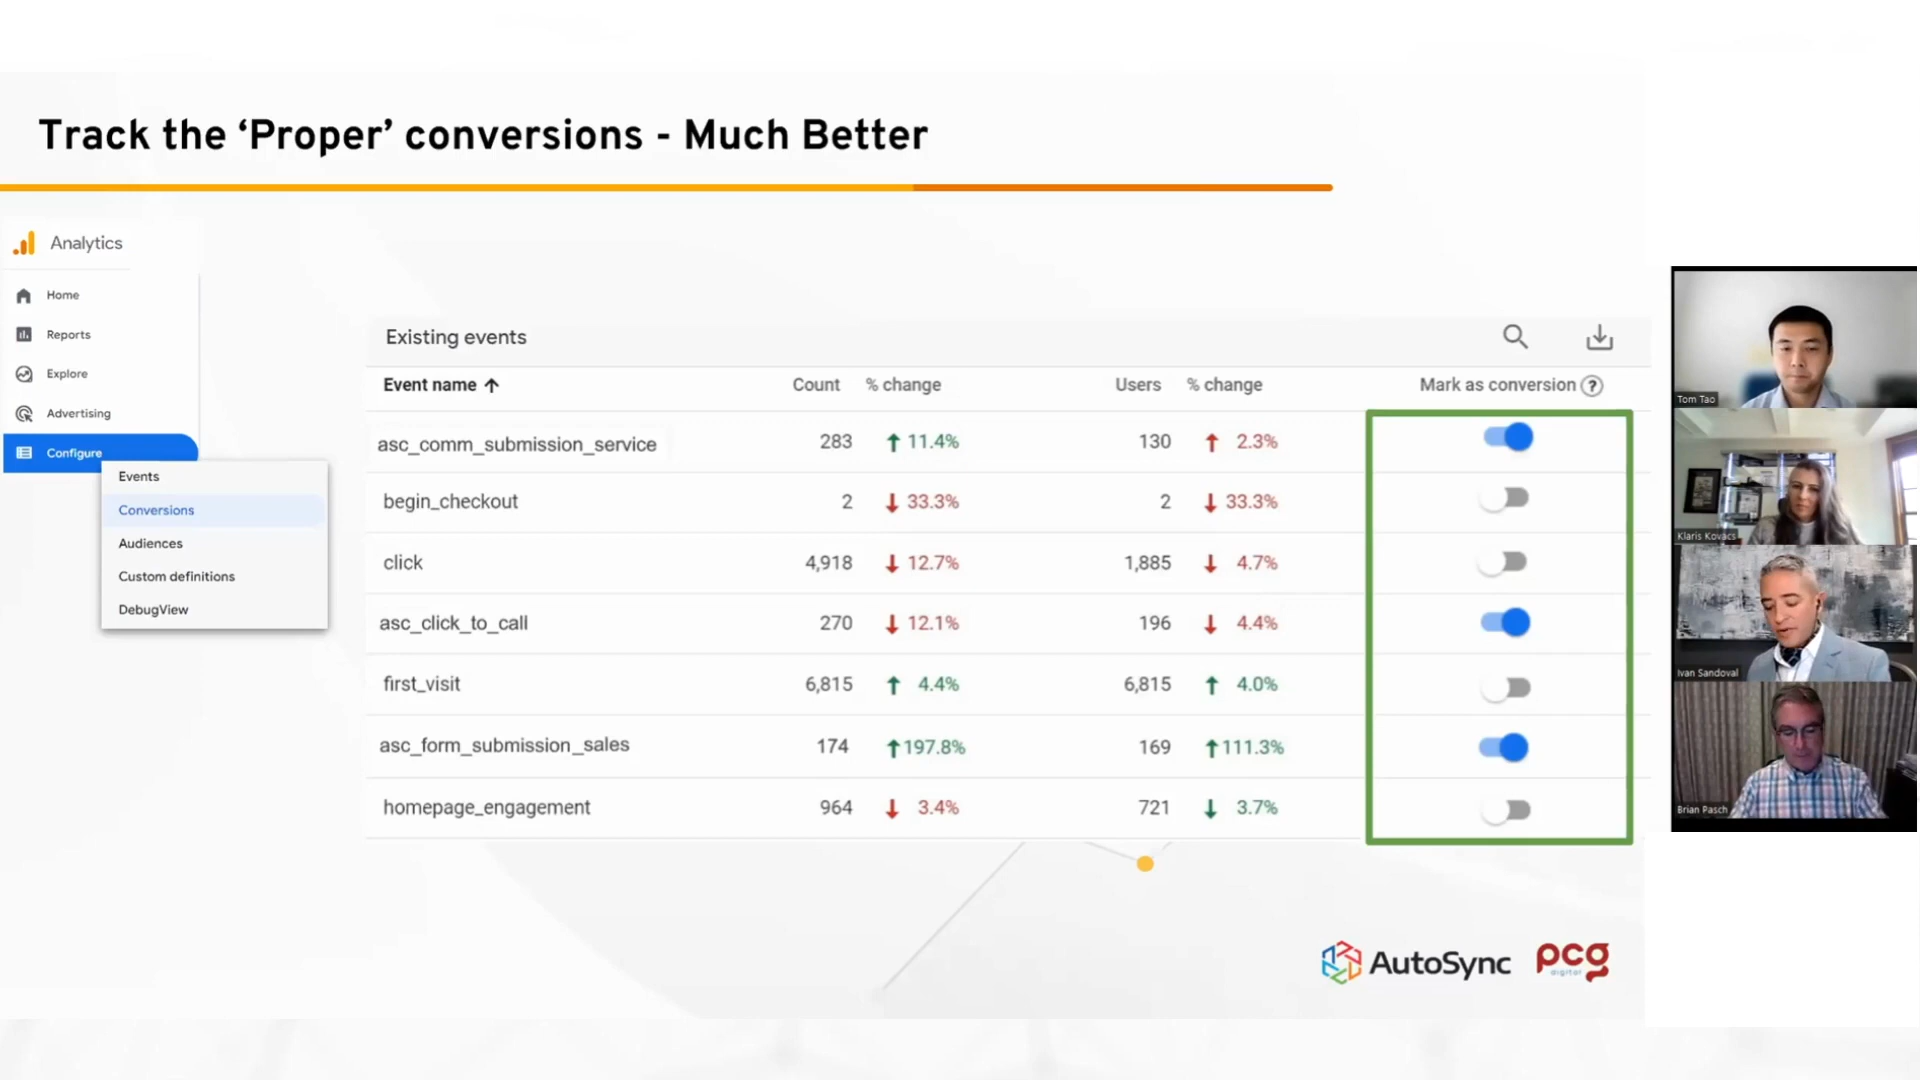 Track the ‘Proper’ conversions - Much Better
Analytics
Home
Reports
Explore
Advertising
Configure
Events
Conversions
Audiences
Custom definitions
DebugView
Existing events
Event name Count % change Users % change Mark as conversion ?
asc_comm_submission_service 283 11.4% 130 2.3%
begin_checkout 2 33.3% 2 33.3%
click 4,918 12.7% 1,885 4.7%
asc_click_to_call 270 12.1% 196 4.4%
first_visit 6,815 4.4% 6,815 4.0%
asc_form_submission_sales 174 197.8% 169 111.3%
homepage_engagement 964 3.4% 721 3.7%
Tom Tao
Klaris Kovacs
Ivan Sandoval
Brian Pasch
AutoSync
pcg
digital